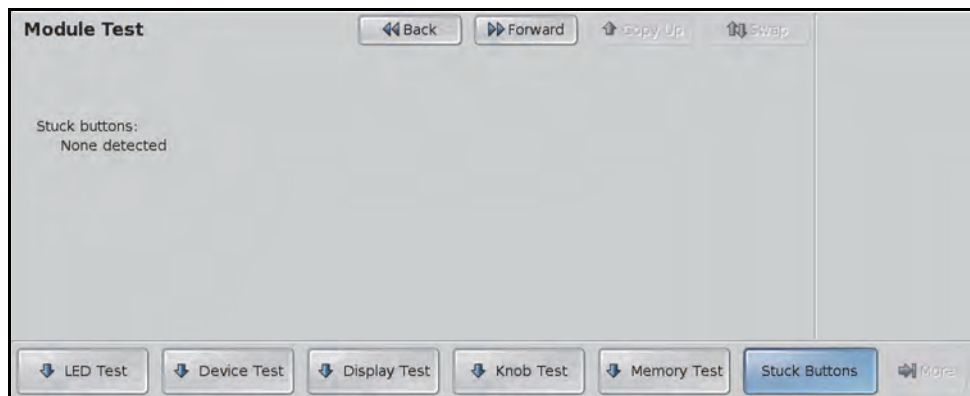 Module Test
Back
Forward
Copy Up
Swap
Stuck buttons:
None detected
LED Test
Device Test
Display Test
Knob Test
Memory Test
Stuck Buttons
More